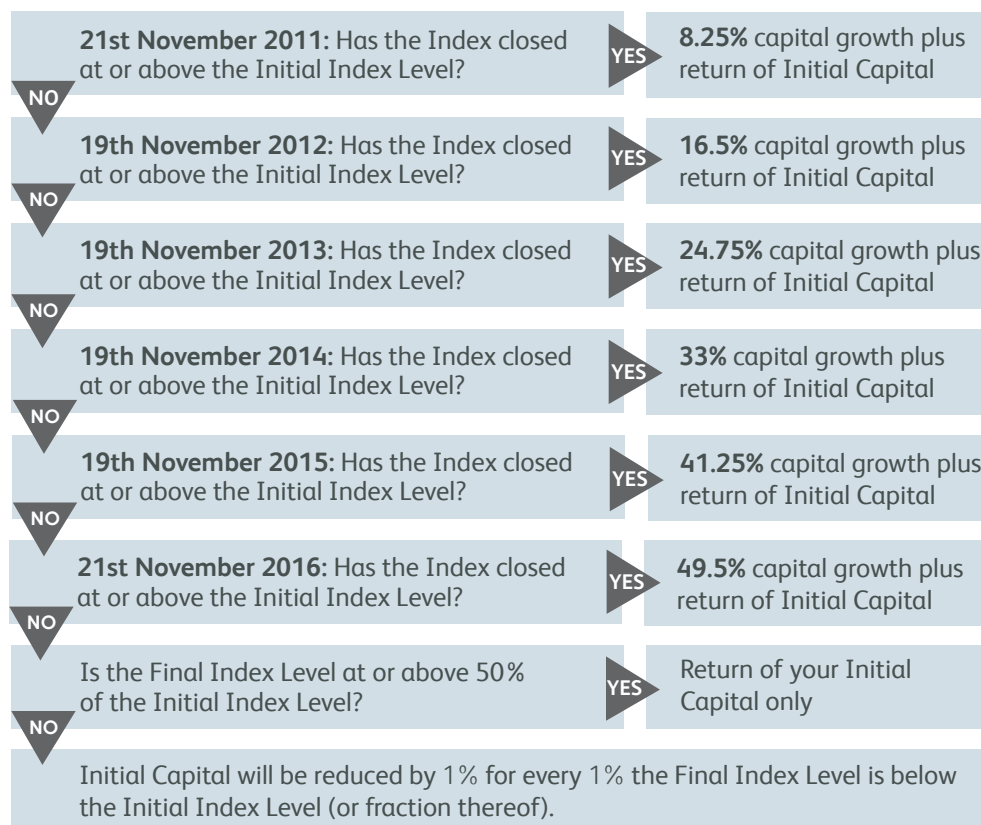 21st November 2011: Has the Index closed
at or above the Initial Index Level?
YES
8.25% capital growth plus
return of Initial Capital
NO
19th November 2012: Has the Index closed
at or above the Initial Index Level?
YES
16.5% capital growth plus
return of Initial Capital
NO
19th November 2013: Has the Index closed
at or above the Initial Index Level?
YES
24.75% capital growth plus
return of Initial Capital
NO
19th November 2014: Has the Index closed
at or above the Initial Index Level?
YES
33% capital growth plus
return of Initial Capital
NO
19th November 2015: Has the Index closed
at or above the Initial Index Level?
YES
41.25% capital growth plus
return of Initial Capital
NO
21st November 2016: Has the Index closed
at or above the Initial Index Level?
YES
49.5% capital growth plus
return of Initial Capital
NO
Is the Final Index Level at or above 50%
of the Initial Index Level?
YES
Return of your Initial
Capital only
NO
Initial Capital will be reduced by 1% for every 1% the Final Index Level is below
the Initial Index Level (or fraction thereof).